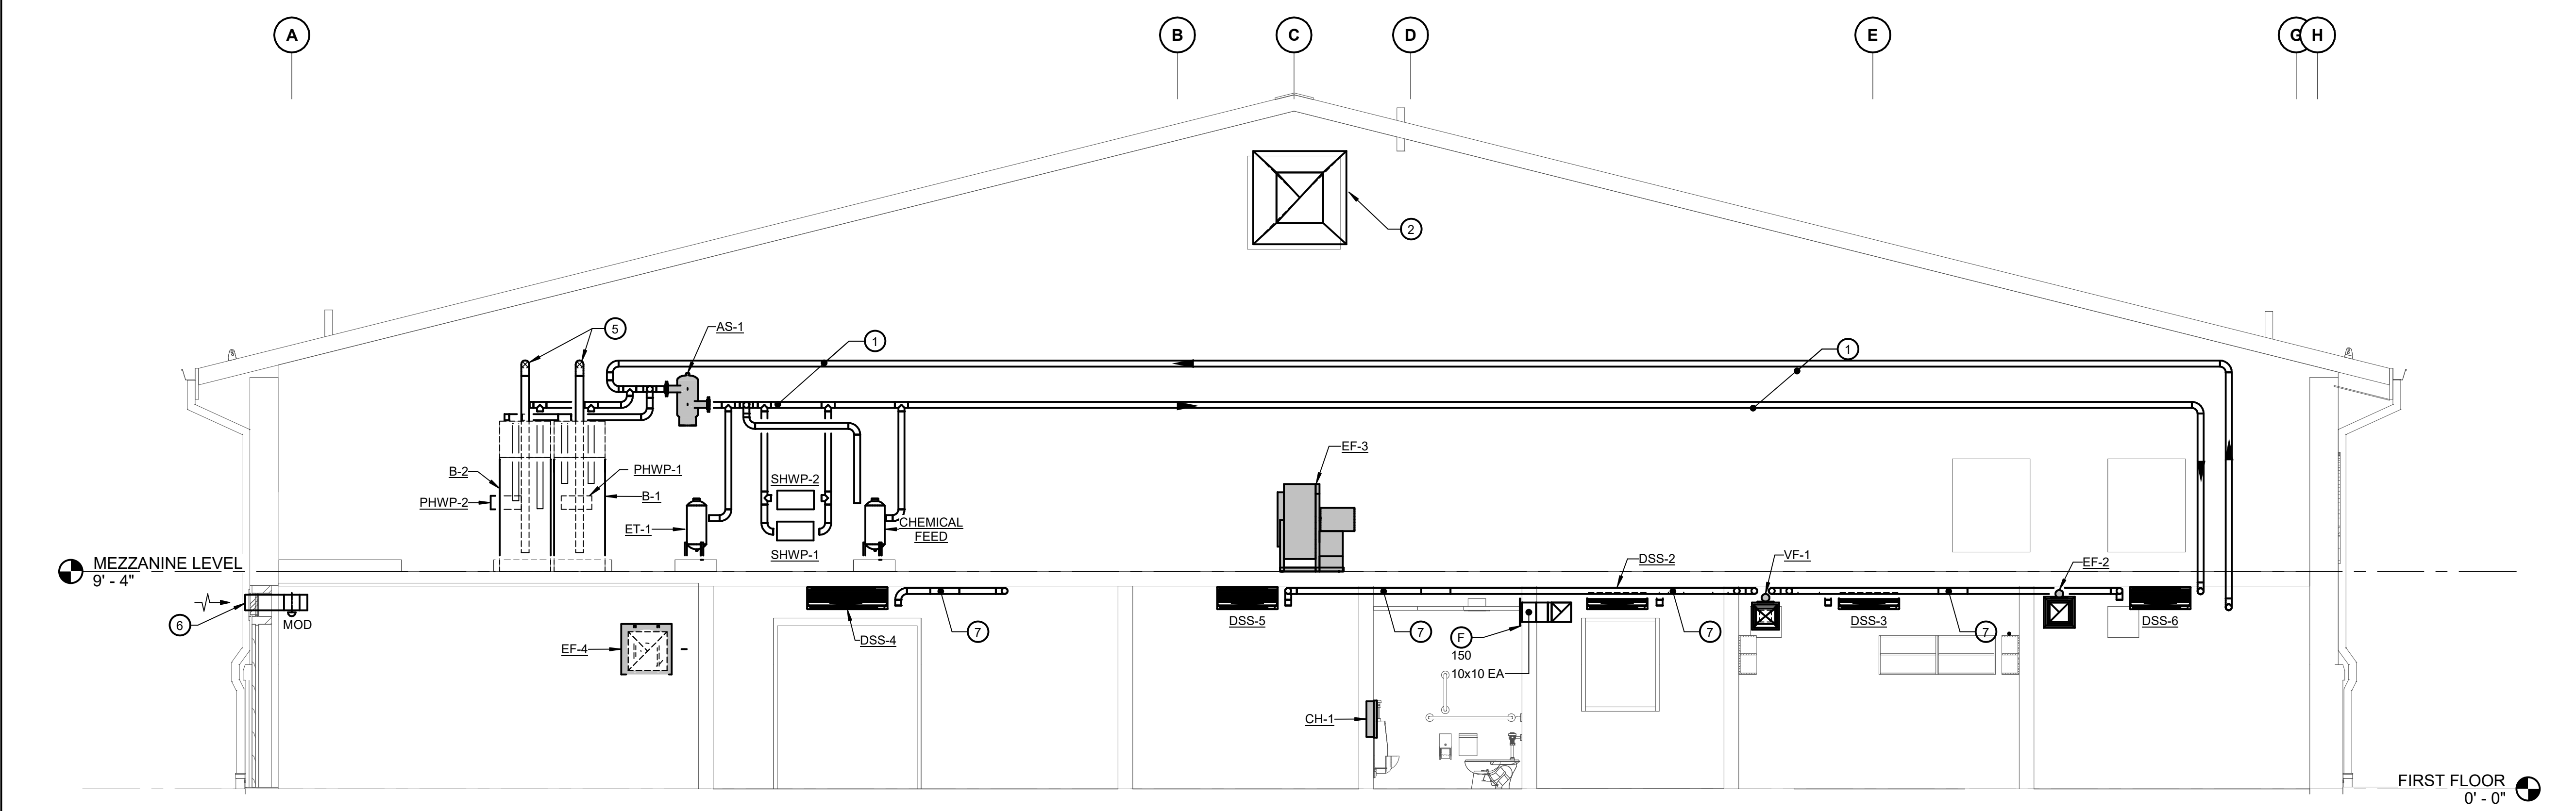 A
B
C
D
E
G
H
2
5
AS-1
1
1
EF-3
B-2
PHWP-1
SHWP-2
PHWP-2
B-1
ET-1
CHEMICAL
FEED
SHWP-1
MEZZANINE LEVEL
9' - 4"
DSS-2
VF-1
EF-2
6
MOD
DSS-4
7
DSS-5
7
F
150
7
DSS-3
7
DSS-6
EF-4
10x10 EA
CH-1
FIRST FLOOR
0' - 0"